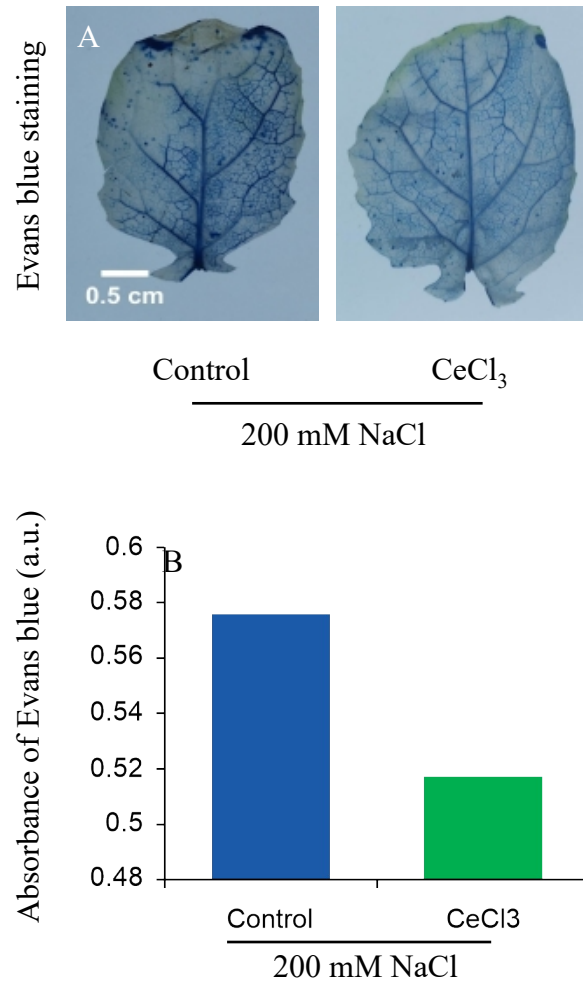 Evans blue staining
A
0.5 cm
Control CeCl₃
200 mM NaCl
Absorbance of Evans blue (a.u.)
B
0.6
0.58
0.56
0.54
0.52
0.5
0.48
Control CeCl3
200 mM NaCl